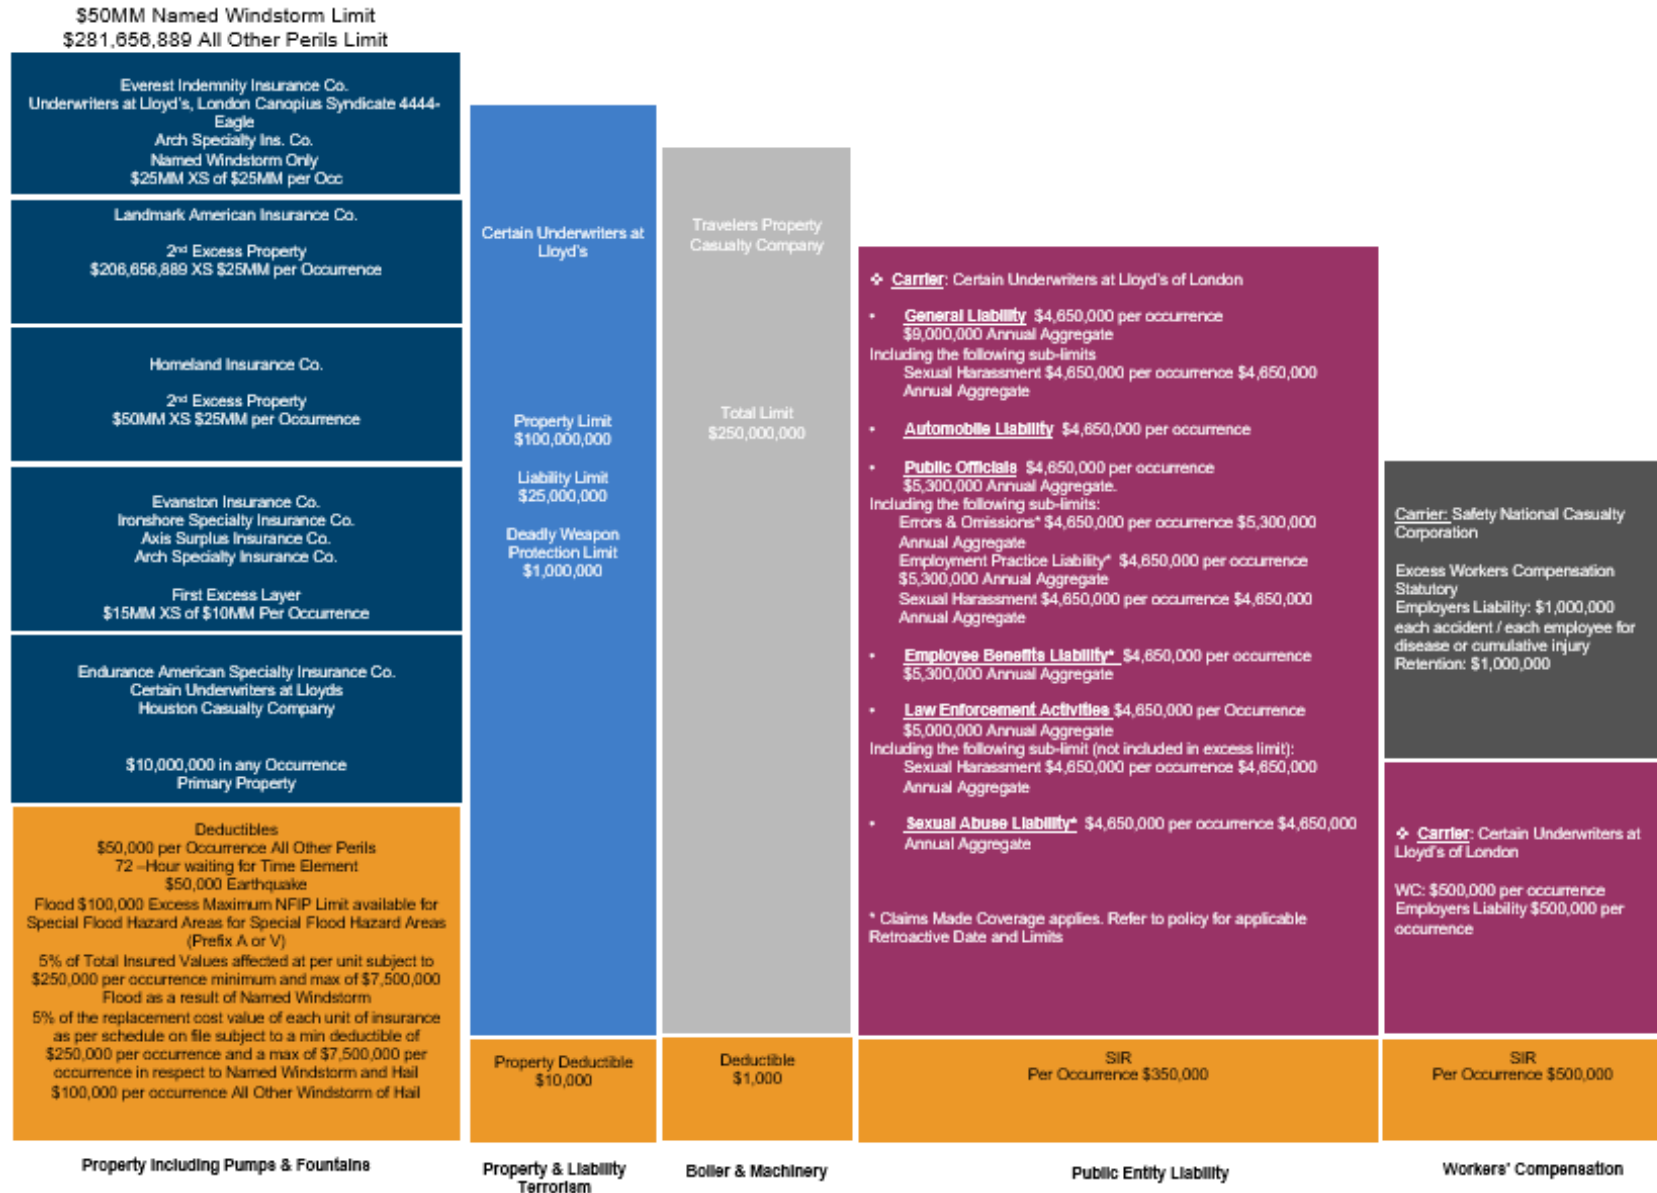 $50MM Named Windstorm Limit
$281,656,889 All Other Perils Limit
Everest Indemnity Insurance Co.
Underwriters at Lloyd's, London Canopius Syndicate 4444-
Eagle
Arch Specialty Ins. Co.
Named Windstorm Only
$25MM XS of $25MM per Occ
Landmark American Insurance Co.
2nd Excess Property
$206,656,889 XS $25MM per Occurrence
Homeland Insurance Co.
2nd Excess Property
$50MM XS $25MM per Occurrence
Evanston Insurance Co.
Ironshore Specialty Insurance Co.
Axis Surplus Insurance Co.
Arch Specialty Insurance Co.
First Excess Layer
$15MM XS of $10MM Per Occurrence
Endurance American Specialty Insurance Co.
Certain Underwriters at Lloyds
Houston Casualty Company
$10,000,000 in any Occurrence
Primary Property
Deductibles
$50,000 per Occurrence All Other Perils
72 –Hour waiting for Time Element
$50,000 Earthquake
Flood $100,000 Excess Maximum NFIP Limit available for
Special Flood Hazard Areas for Special Flood Hazard Areas
(Prefix A or V)
5% of Total Insured Values affected at per unit subject to
$250,000 per occurrence minimum and max of $7,500,000
Flood as a result of Named Windstorm
5% of the replacement cost value of each unit of insurance
as per schedule on file subject to a min deductible of
$250,000 per occurrence and a max of $7,500,000 per
occurrence in respect to Named Windstorm and Hail
$100,000 per occurrence All Other Windstorm of Hail
Property Including Pumps & Fountains
Certain Underwriters at
Lloyd's
Property Limit
$100,000,000
Liability Limit
$25,000,000
Deadly Weapon
Protection Limit
$1,000,000
Property Deductible
$10,000
Property & Liability
Terrorism
Travelers Property
Casualty Company
Total Limit
$250,000,000
Deductible
$1,000
Boiler & Machinery
❖ Carrier: Certain Underwriters at Lloyd's of London
• General Liability $4,650,000 per occurrence
$9,000,000 Annual Aggregate
Including the following sub-limits
Sexual Harassment $4,650,000 per occurrence $4,650,000
Annual Aggregate
• Automobile Liability $4,650,000 per occurrence
• Public Officials $4,650,000 per occurrence
$5,300,000 Annual Aggregate.
Including the following sub-limits:
Errors & Omissions* $4,650,000 per occurrence $5,300,000
Annual Aggregate
Employment Practice Liability* $4,650,000 per occurrence
$5,300,000 Annual Aggregate
Sexual Harassment $4,650,000 per occurrence $4,650,000
Annual Aggregate
• Employee Benefits Liability* $4,650,000 per occurrence
$5,300,000 Annual Aggregate
• Law Enforcement Activities $4,650,000 per Occurrence
$5,000,000 Annual Aggregate
Including the following sub-limit (not included in excess limit):
Sexual Harassment $4,650,000 per occurrence $4,650,000
Annual Aggregate
• Sexual Abuse Liability* $4,650,000 per occurrence $4,650,000
Annual Aggregate
* Claims Made Coverage applies. Refer to policy for applicable
Retroactive Date and Limits
SIR
Per Occurrence $350,000
Public Entity Liability
Carrier: Safety National Casualty
Corporation
Excess Workers Compensation
Statutory
Employers Liability: $1,000,000
each accident / each employee for
disease or cumulative injury
Retention: $1,000,000
❖ Carrier: Certain Underwriters at
Lloyd's of London
WC: $500,000 per occurrence
Employers Liability $500,000 per
occurrence
SIR
Per Occurrence $500,000
Workers' Compensation